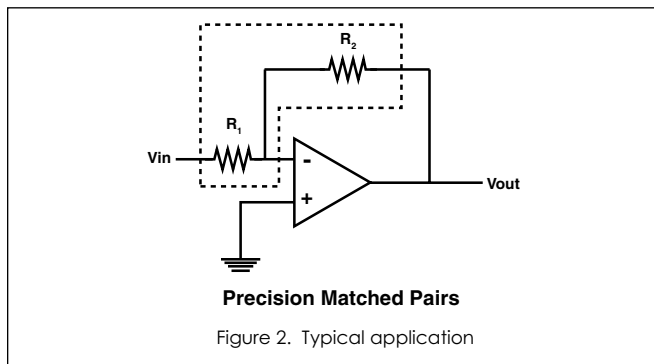 R2
R1
Vin
-
+
Vout
Precision Matched Pairs
Figure 2. Typical application